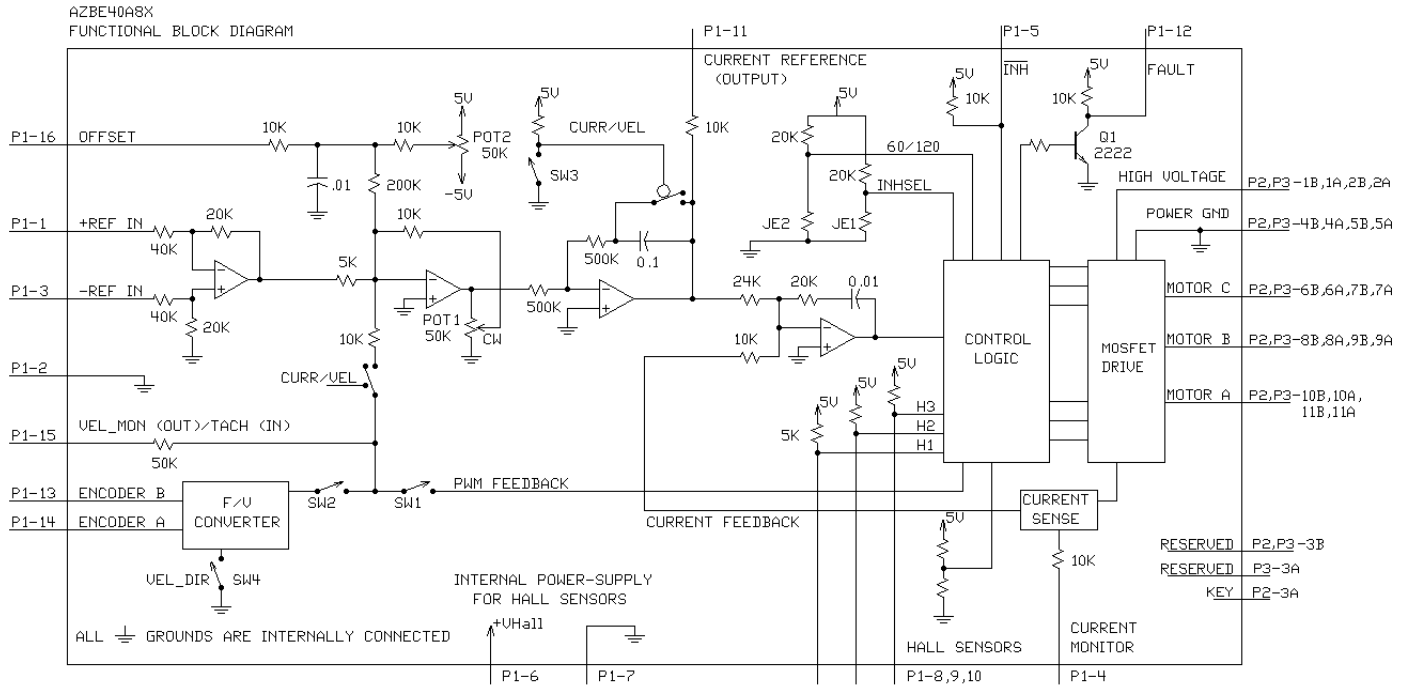 AZBE40A8X
FUNCTIONAL BLOCK DIAGRAM
P1-11
P1-5
P1-12
CURRENT REFERENCE
(OUTPUT)
INH
FAULT
5V
5V
5V
5V
5V
10K
10K
P1-16 OFFSET
10K
10K
POT2
50K
CURR/VEL
10K
20K
60/120
Q1
2222
.01
200K
-5V
SW3
20K
INHSEL
HIGH VOLTAGE P2,P3-1B,1A,2B,2A
P1-1 +REF IN
20K
10K
JE2
JE1
POWER GND P2,P3-4B,4A,5B,5A
40K
500K
0.1
5K
24K
20K
0.01
P1-3 -REF IN
500K
MOTOR C P2,P3-6B,6A,7B,7A
40K
20K
POT1
50K
CW
10K
10K
CONTROL
LOGIC
MOSFET
DRIVE
MOTOR B P2,P3-8B,8A,9B,9A
P1-2
CURR/VEL
5V
5V
5V
MOTOR A P2,P3-10B,10A,
11B,11A
H3
H2
H1
5K
P1-15 VEL_MON (OUT)/TACH (IN)
50K
P1-13 ENCODER B
F/V
CONVERTER
SW2
SW1
PWM FEEDBACK
P1-14 ENCODER A
CURRENT FEEDBACK
CURRENT
SENSE
5V
10K
RESERVED P2,P3-3B
RESERVED P3-3A
KEY P2-3A
VEL_DIR
SW4
INTERNAL POWER-SUPPLY
FOR HALL SENSORS
+VHall
ALL GROUNDS ARE INTERNALLY CONNECTED
HALL SENSORS
CURRENT
MONITOR
P1-6
P1-7
P1-8,9,10
P1-4